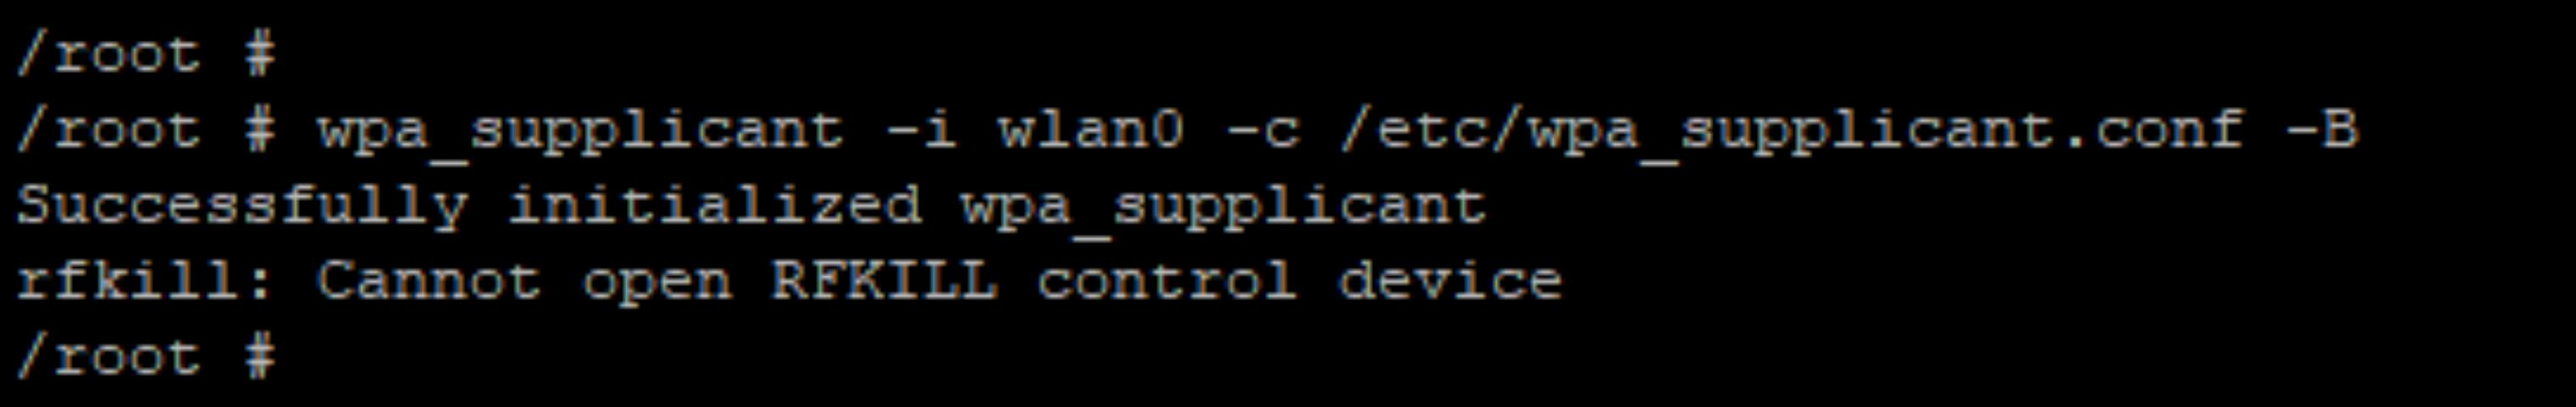 /root #
/root # wpa_supplicant -i wlan0 -c /etc/wpa_supplicant.conf -B
Successfully initialized wpa_supplicant
rfkill: Cannot open RFKILL control device
/root #